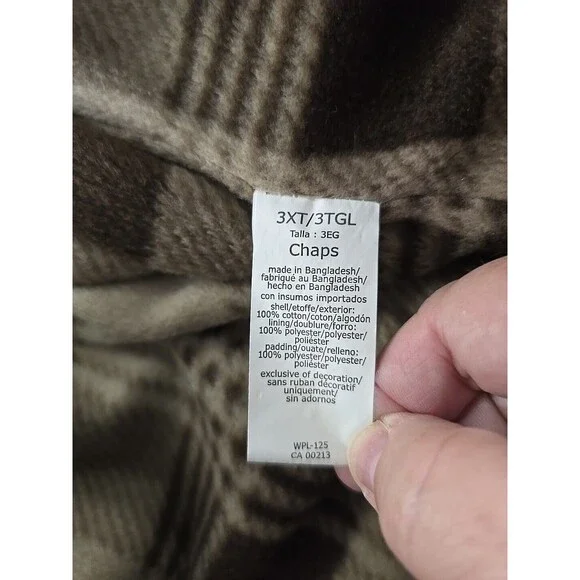 3XT/3TGL
Talla : 3EG
Chaps
made in Bangladesh/
fabriqué au Bangladesh/
hecho en Bangladesh
con insumos importados
shell/etoffe/exterior:
100% cotton/coton/algodón
lining/doublure/forro:
100% polyester/polyester/
poliéster
padding/ouate/relleno:
100% polyester/polyester/
poliéster
exclusive of decoration/
sans ruban décoratif
uniquement/
sin adornos
WPL-125
CA 00213